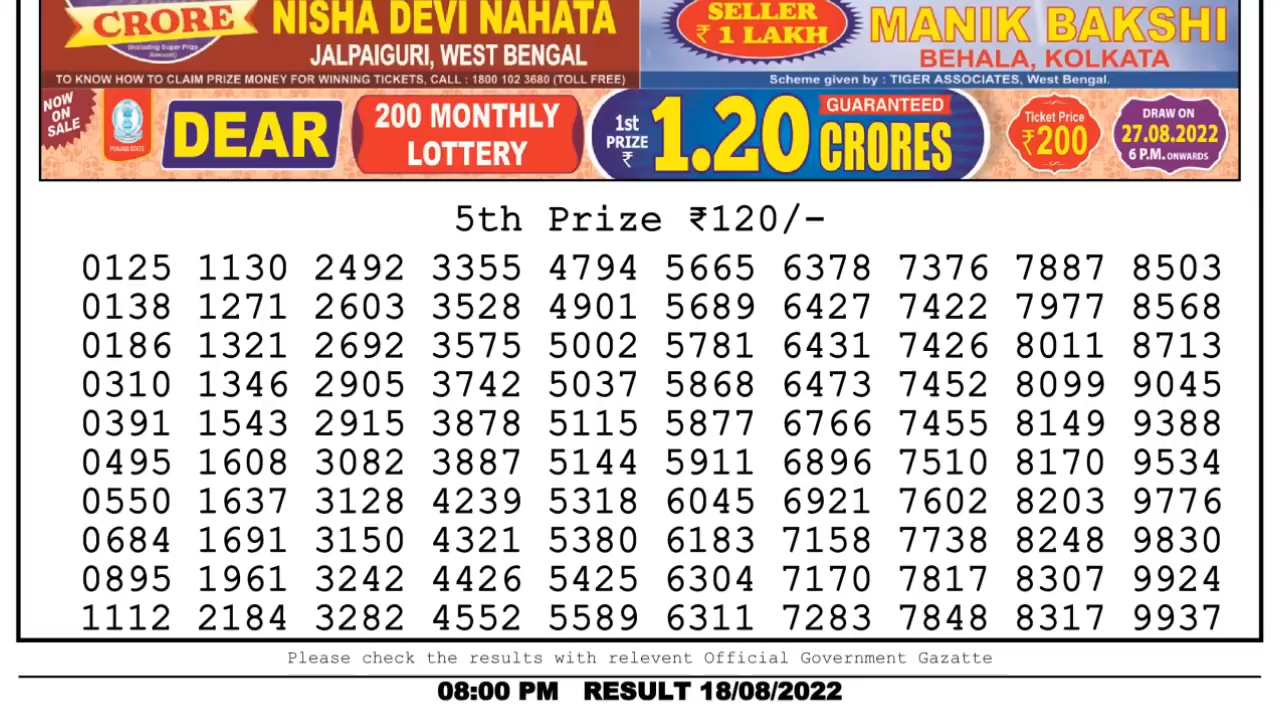 CRORE
(Including Super Prize Amount)
NISHA DEVI NAHATA
JALPAIGURI, WEST BENGAL
TO KNOW HOW TO CLAIM PRIZE MONEY FOR WINNING TICKETS, CALL : 1800 102 3680 (TOLL FREE)
SELLER
₹ 1 LAKH
MANIK BAKSHI
BEHALA, KOLKATA
Scheme given by : TIGER ASSOCIATES, West Bengal.
NOW
ON
SALE
DEAR
200 MONTHLY
LOTTERY
1st
PRIZE
₹
1.20
GUARANTEED
CRORES
Ticket Price
₹200
DRAW ON
27.08.2022
6 P.M. ONWARDS
5th Prize ₹120/-
0125 1130 2492 3355 4794 5665 6378 7376 7887 8503
0138 1271 2603 3528 4901 5689 6427 7422 7977 8568
0186 1321 2692 3575 5002 5781 6431 7426 8011 8713
0310 1346 2905 3742 5037 5868 6473 7452 8099 9045
0391 1543 2915 3878 5115 5877 6766 7455 8149 9388
0495 1608 3082 3887 5144 5911 6896 7510 8170 9534
0550 1637 3128 4239 5318 6045 6921 7602 8203 9776
0684 1691 3150 4321 5380 6183 7158 7738 8248 9830
0895 1961 3242 4426 5425 6304 7170 7817 8307 9924
1112 2184 3282 4552 5589 6311 7283 7848 8317 9937
Please check the results with relevent Official Government Gazatte
08:00 PM RESULT 18/08/2022